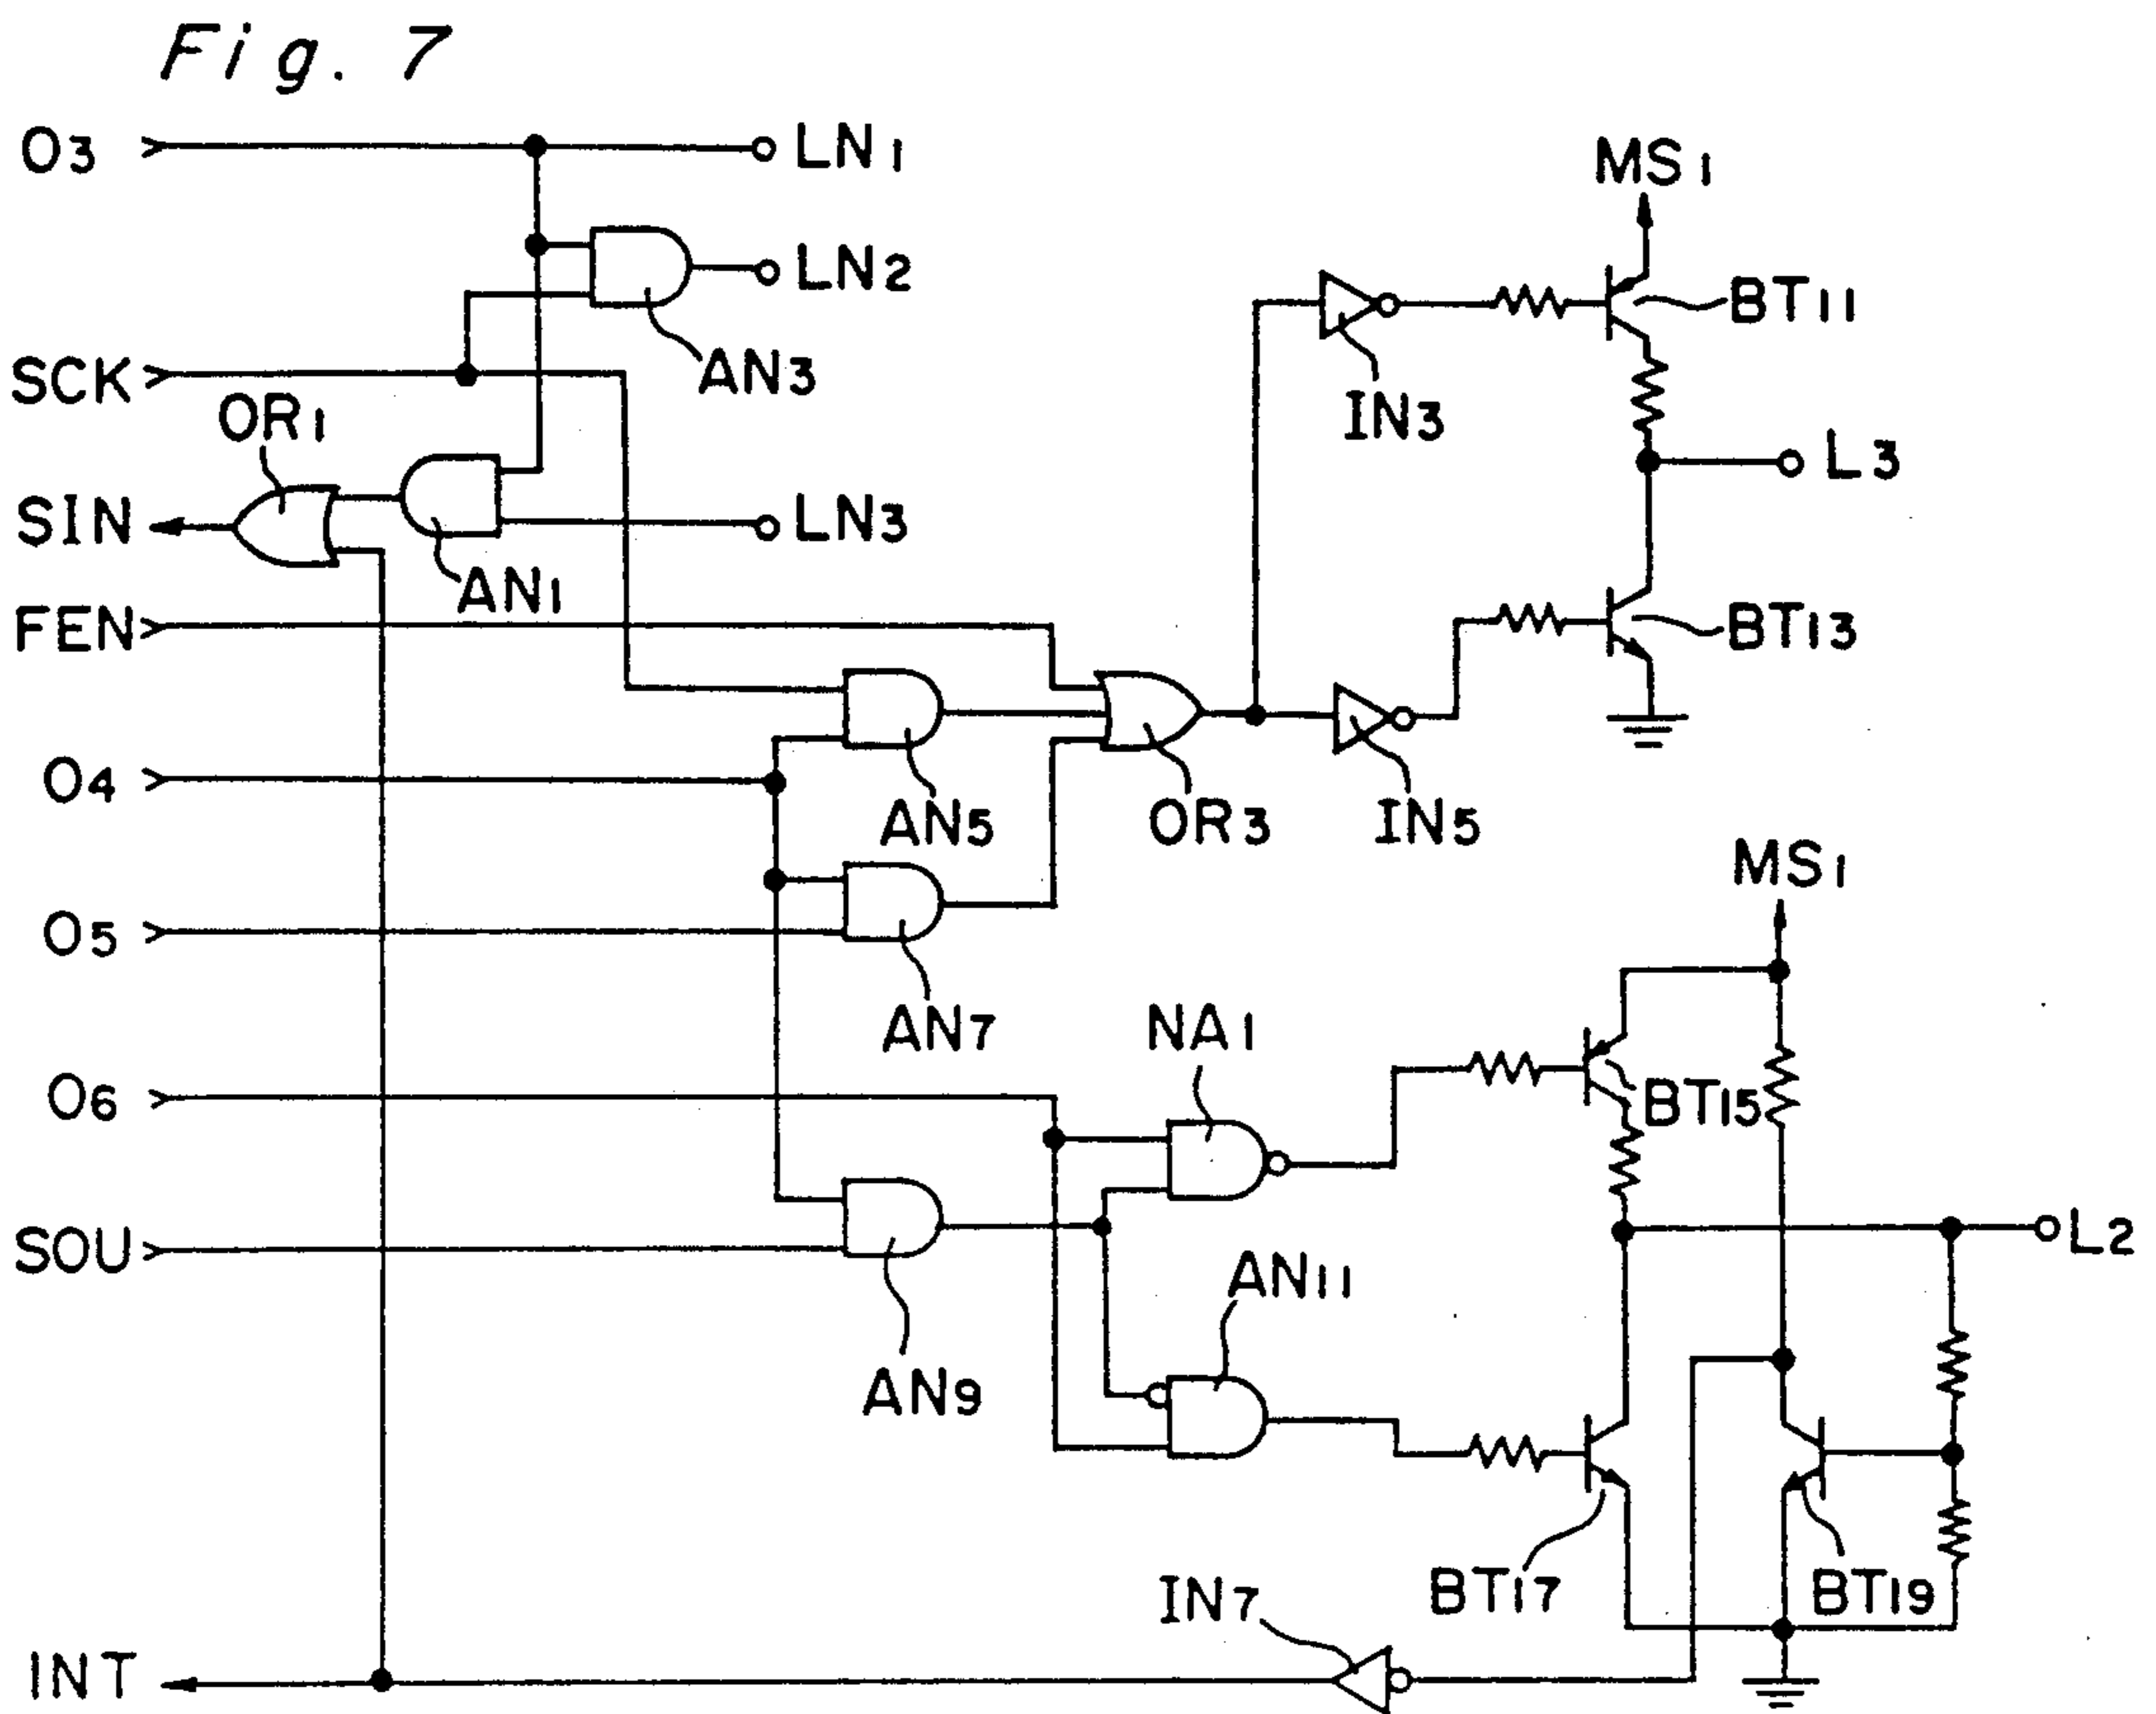 Fig. 7
O3
LN1
MS1
LN2
BT11
SCK
AN3
OR1
IN3
L3
SIN
LN3
AN1
FEN
BT13
O4
AN5
OR3
IN5
MS1
O5
AN7
NA1
O6
BT15
SOU
L2
AN11
AN9
IN7
BT17
BT19
INT